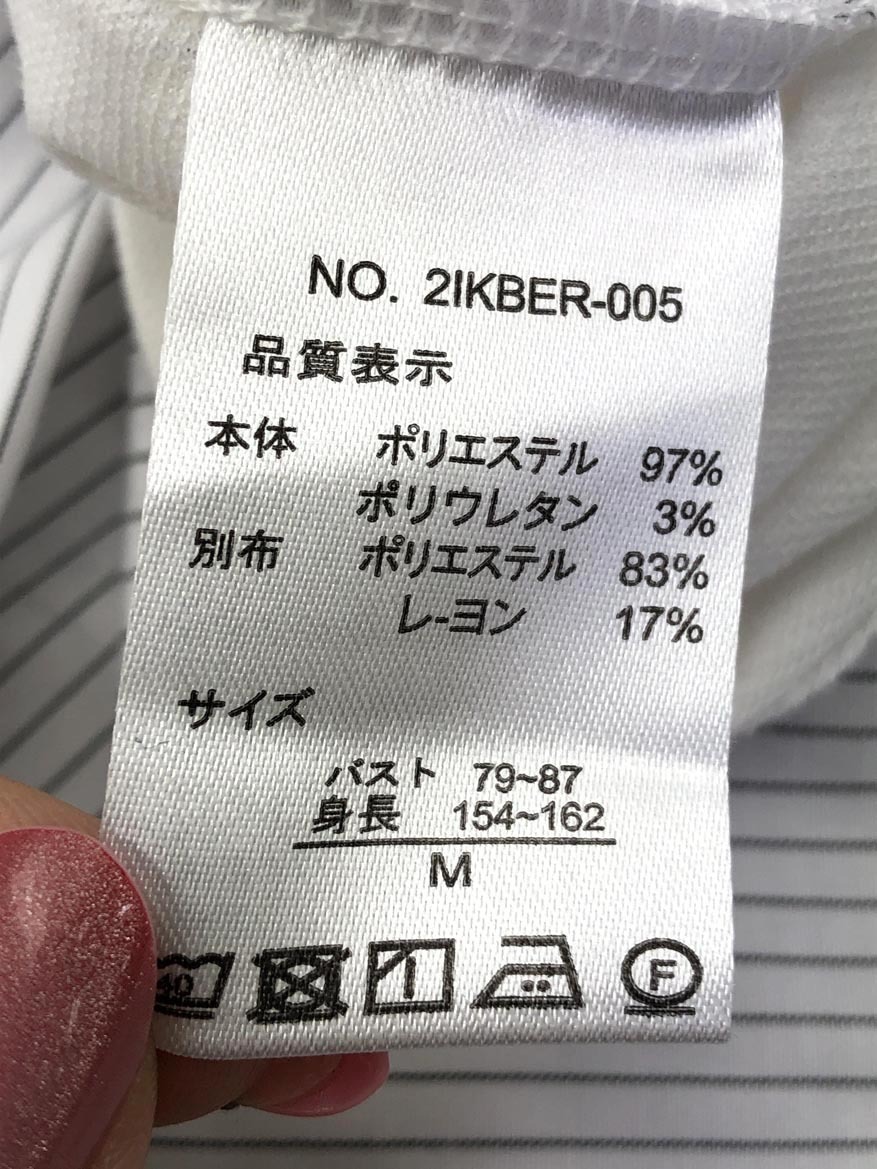 NO. 2IKBER-005
品質表示
本体 ポリエステル 97%
ポリウレタン 3%
別布 ポリエステル 83%
レ-ヨン 17%
サイズ
バスト 79~87
身長 154~162
M
40
F